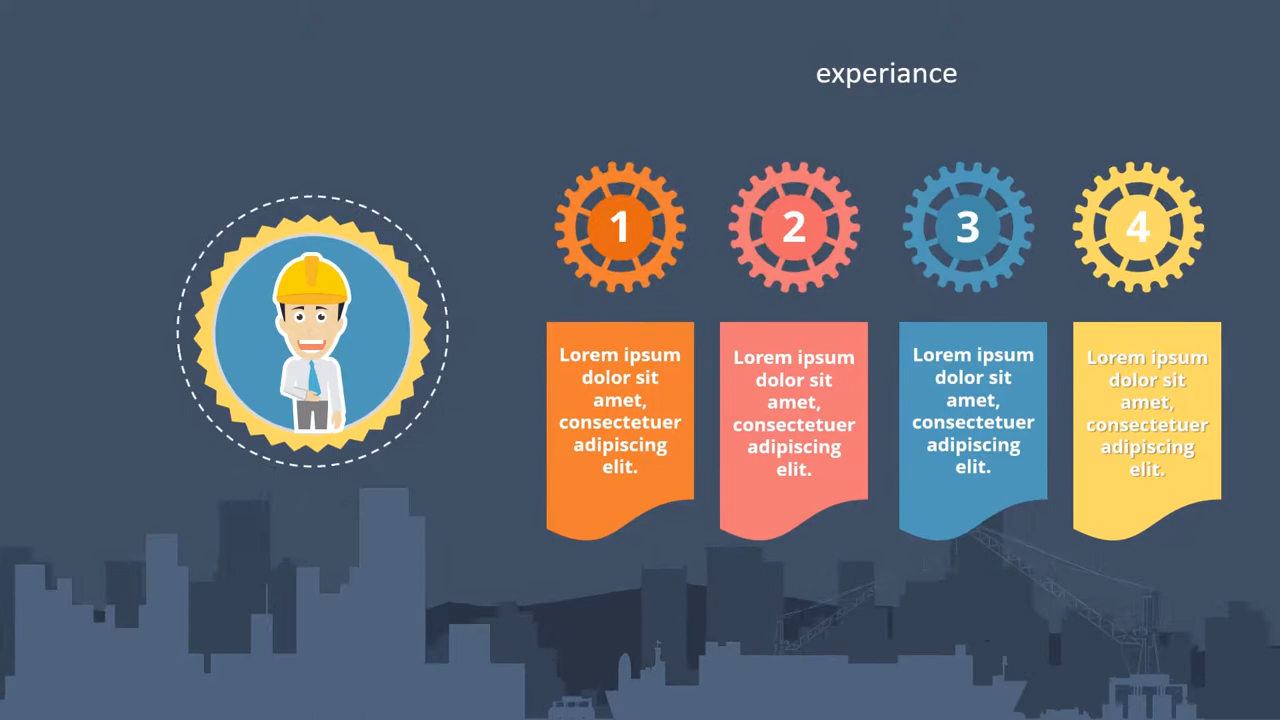 experiance
1
2
3
4
Lorem ipsum
dolor sit
amet,
consectetuer
adipiscing
elit.
Lorem ipsum
dolor sit
amet,
consectetuer
adipiscing
elit.
Lorem ipsum
dolor sit
amet,
consectetuer
adipiscing
elit.
Lorem ipsum
dolor sit
amet,
consectetuer
adipiscing
elit.